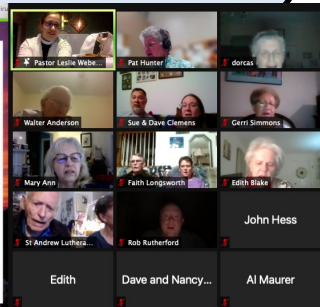 Pastor Leslie Webe...
Pat Hunter
dorcas
Walter Anderson
Sue & Dave Clemens
Gerri Simmons
Mary Ann
Faith Longsworth
Edith Blake
St Andrew Luthera...
Rob Rutherford
John Hess
Edith
Dave and Nancy...
Al Maurer